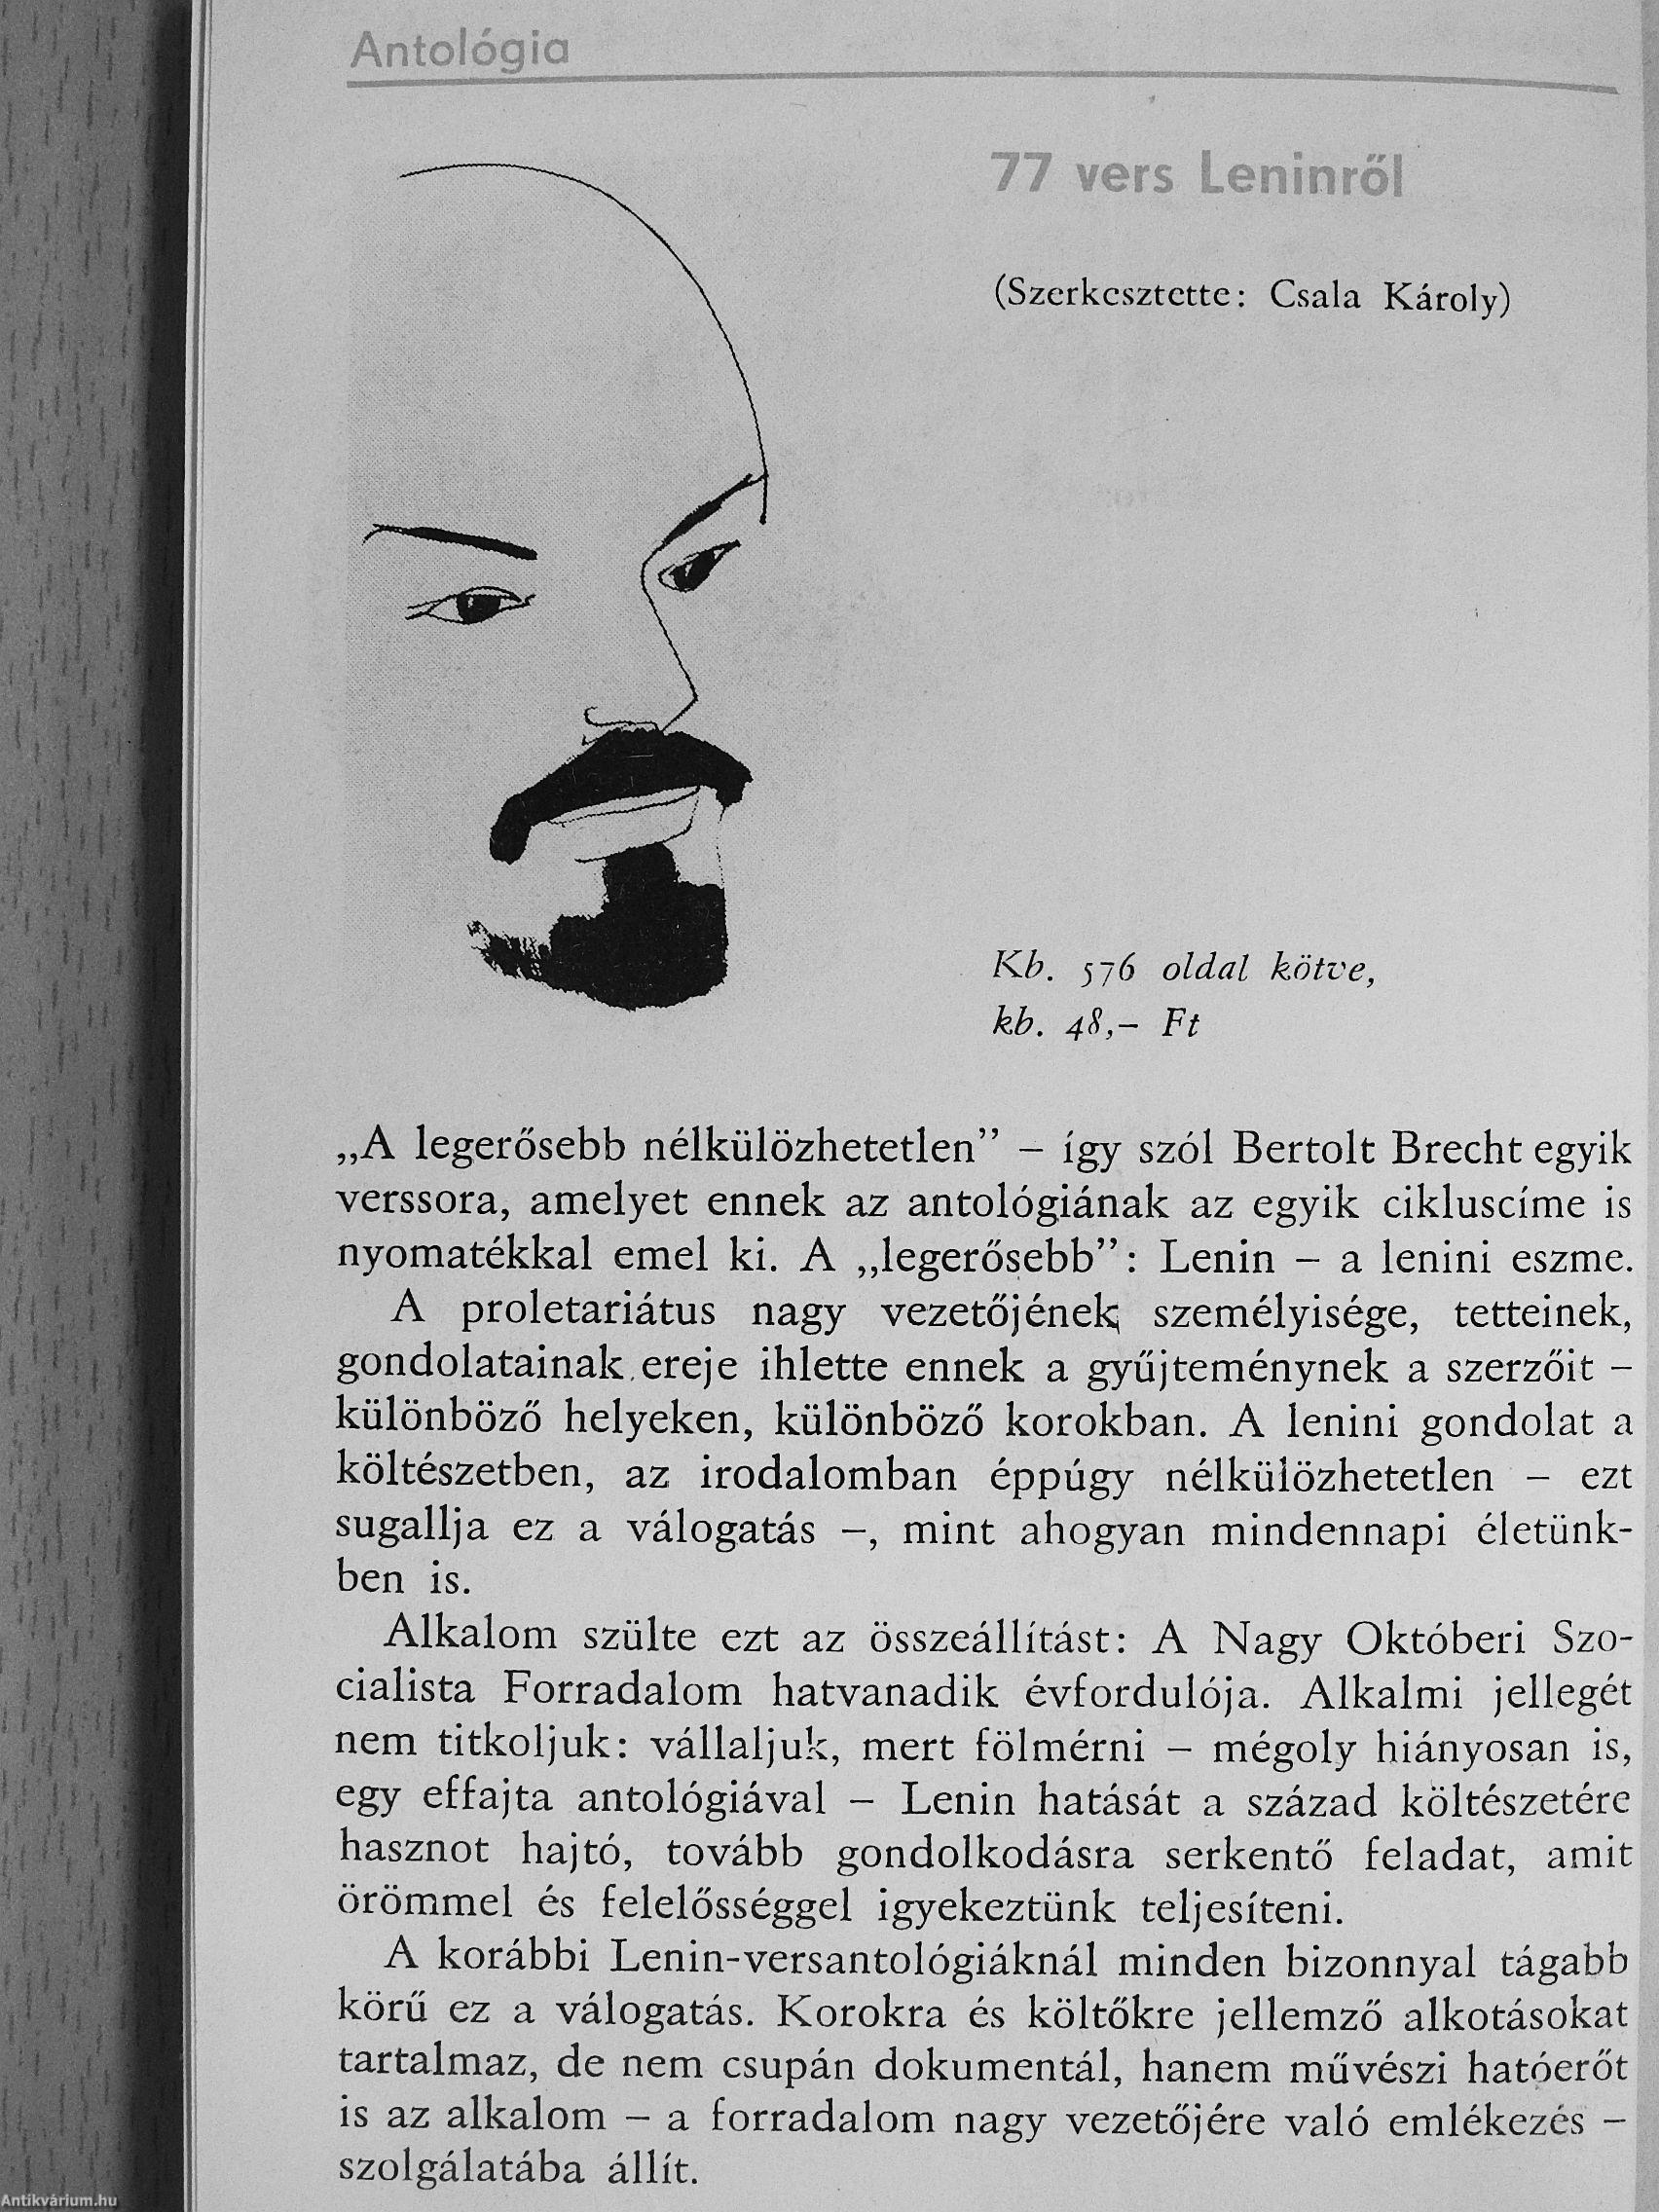 Antológia
77 vers Leninről
(Szerkesztette: Csala Károly)
Kb. 576 oldal kötve,
kb. 48,– Ft
„A legerősebb nélkülözhetetlen” – így szól Bertolt Brecht egyik
verssora, amelyet ennek az antológiának az egyik cikluscíme is
nyomatékkal emel ki. A „legerősebb”: Lenin – a lenini eszme.
A proletariátus nagy vezetőjének személyisége, tetteinek,
gondolatainak ereje ihlette ennek a gyűjteménynek a szerzőit –
különböző helyeken, különböző korokban. A lenini gondolat a
költészetben, az irodalomban éppúgy nélkülözhetetlen – ezt
sugallja ez a válogatás –, mint ahogyan mindennapi életünk-
ben is.
Alkalom szülte ezt az összeállítást: A Nagy Októberi Szo-
cialista Forradalom hatvanadik évfordulója. Alkalmi jellegét
nem titkoljuk: vállaljuk, mert fölmérni – mégoly hiányosan is,
egy effajta antológiával – Lenin hatását a század költészetére
hasznot hajtó, tovább gondolkodásra serkentő feladat, amit
örömmel és felelősséggel igyekeztünk teljesíteni.
A korábbi Lenin-versantológiáknál minden bizonnyal tágabb
körű ez a válogatás. Korokra és költőkre jellemző alkotásokat
tartalmaz, de nem csupán dokumentál, hanem művészi hatóerőt
is az alkalom – a forradalom nagy vezetőjére való emlékezés –
szolgálatába állít.
Antikvárium.hu